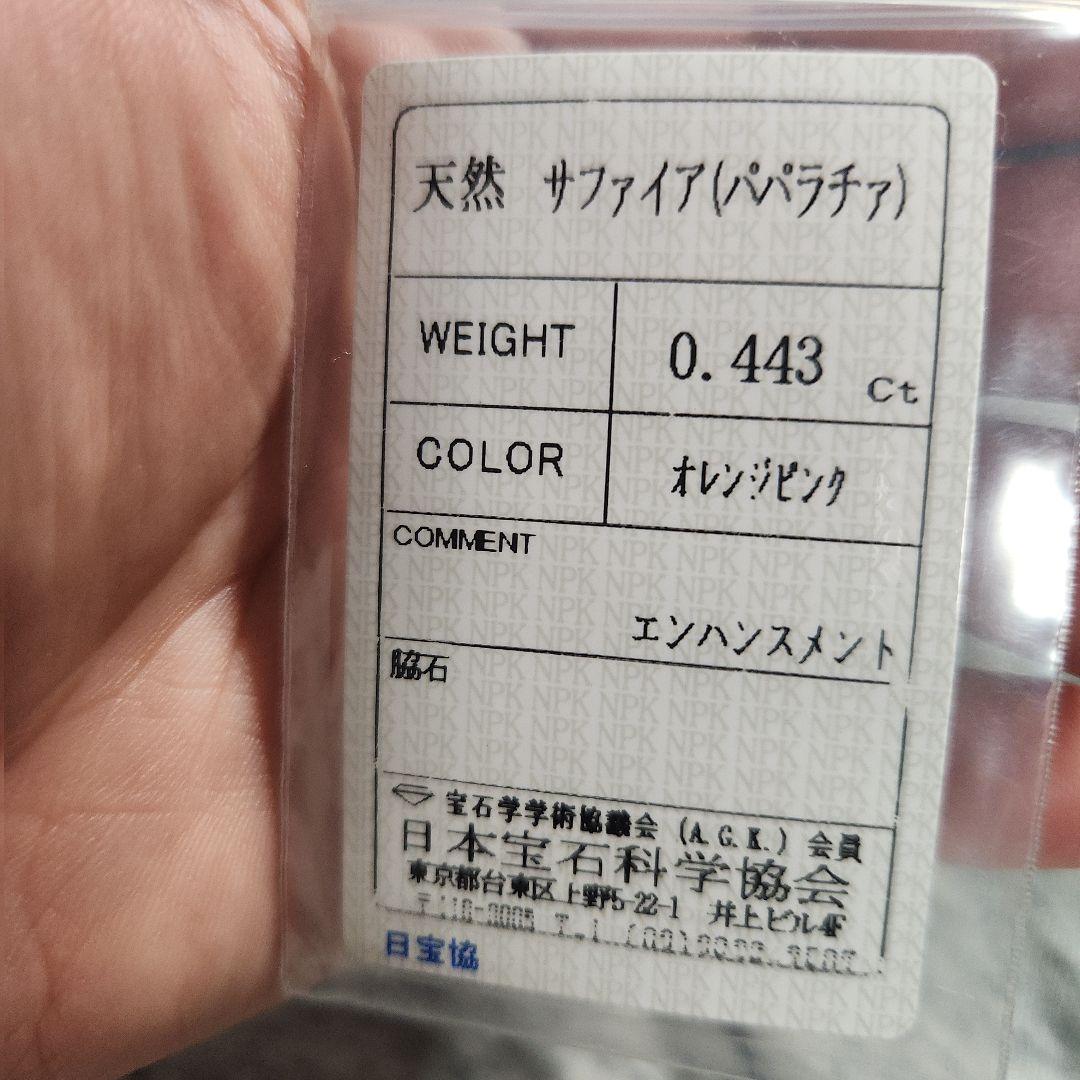 天然 サファイア(パパラチァ)
WEIGHT 0.443 Ct
COLOR オレンジピンク
COMMENT
エンハンスメント
脇石
宝石学学術協議会 (A.G.K.) 会員
日本宝石科学協会
東京都台東区上野5-22-1 井上ビル4F
日宝協